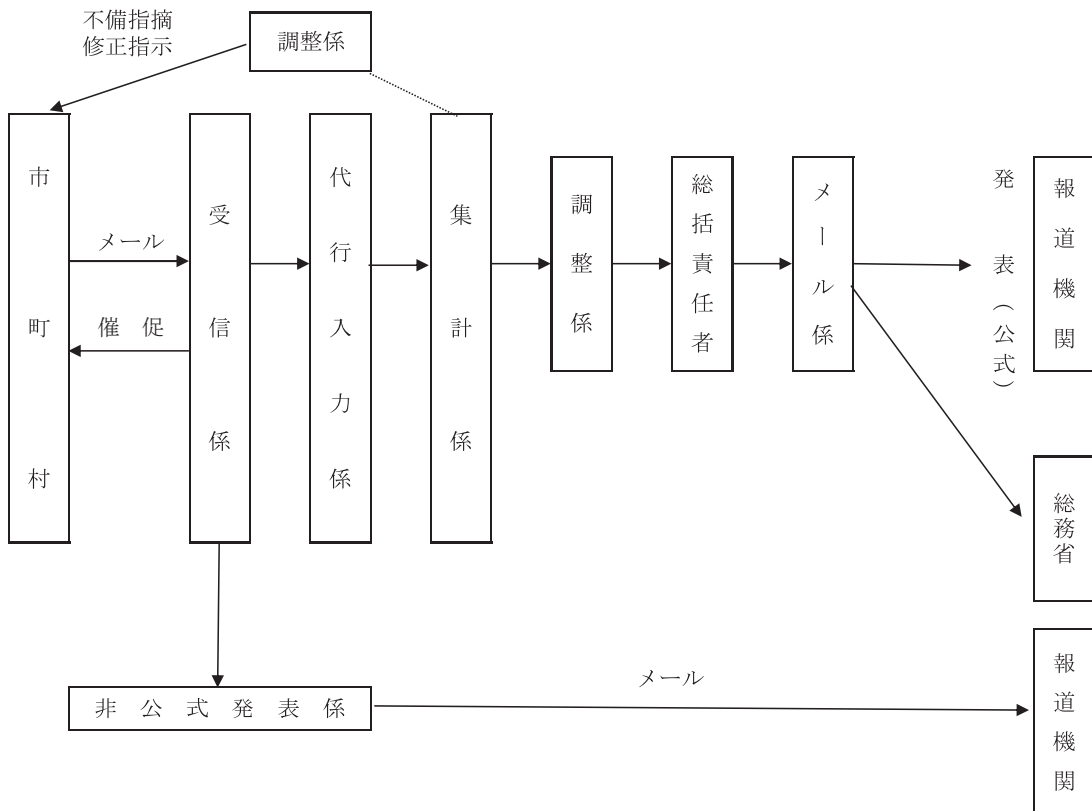 不備指摘
修正指示
調整係
市町村
メール
催促
受信係
代行入力係
集計係
調整係
総括責任者
メール係
発表（公式）
報道機関
総務省
非公式発表係
メール
報道機関